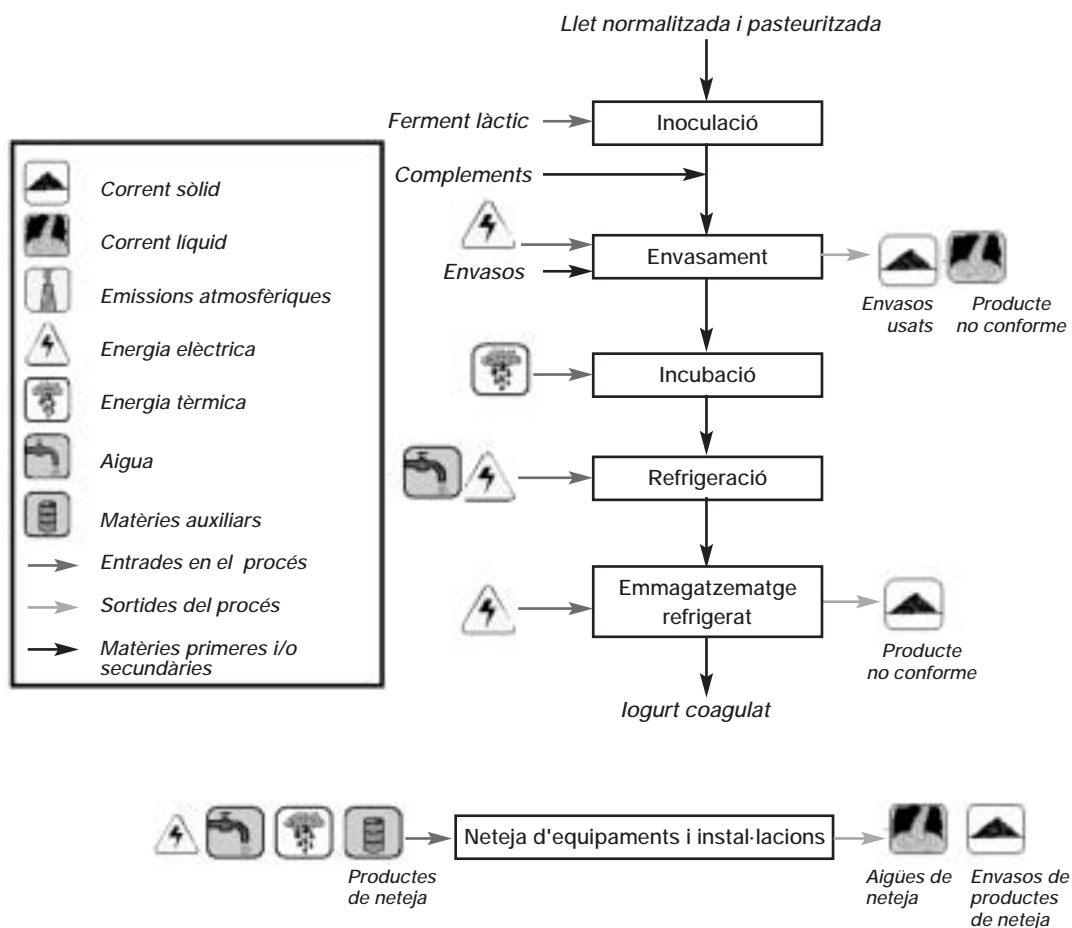 Llet normalitzada i pasteuritzada
Ferment làctic
Inoculació
Complements
Envasos
Envasament
Envasos
usats
Producte
no conforme
Incubació
Refrigeració
Emmagatzematge
refrigerat
Producte
no conforme
Iogurt coagulat
Corrent sòlid
Corrent líquid
Emissions atmosfèriques
Energia elèctrica
Energia tèrmica
Aigua
Matèries auxiliars
Entrades en el procés
Sortides del procés
Matèries primeres i/o
secundàries
Productes
de neteja
Neteja d'equipaments i instal·lacions
Aigües de
neteja
Envasos de
productes
de neteja